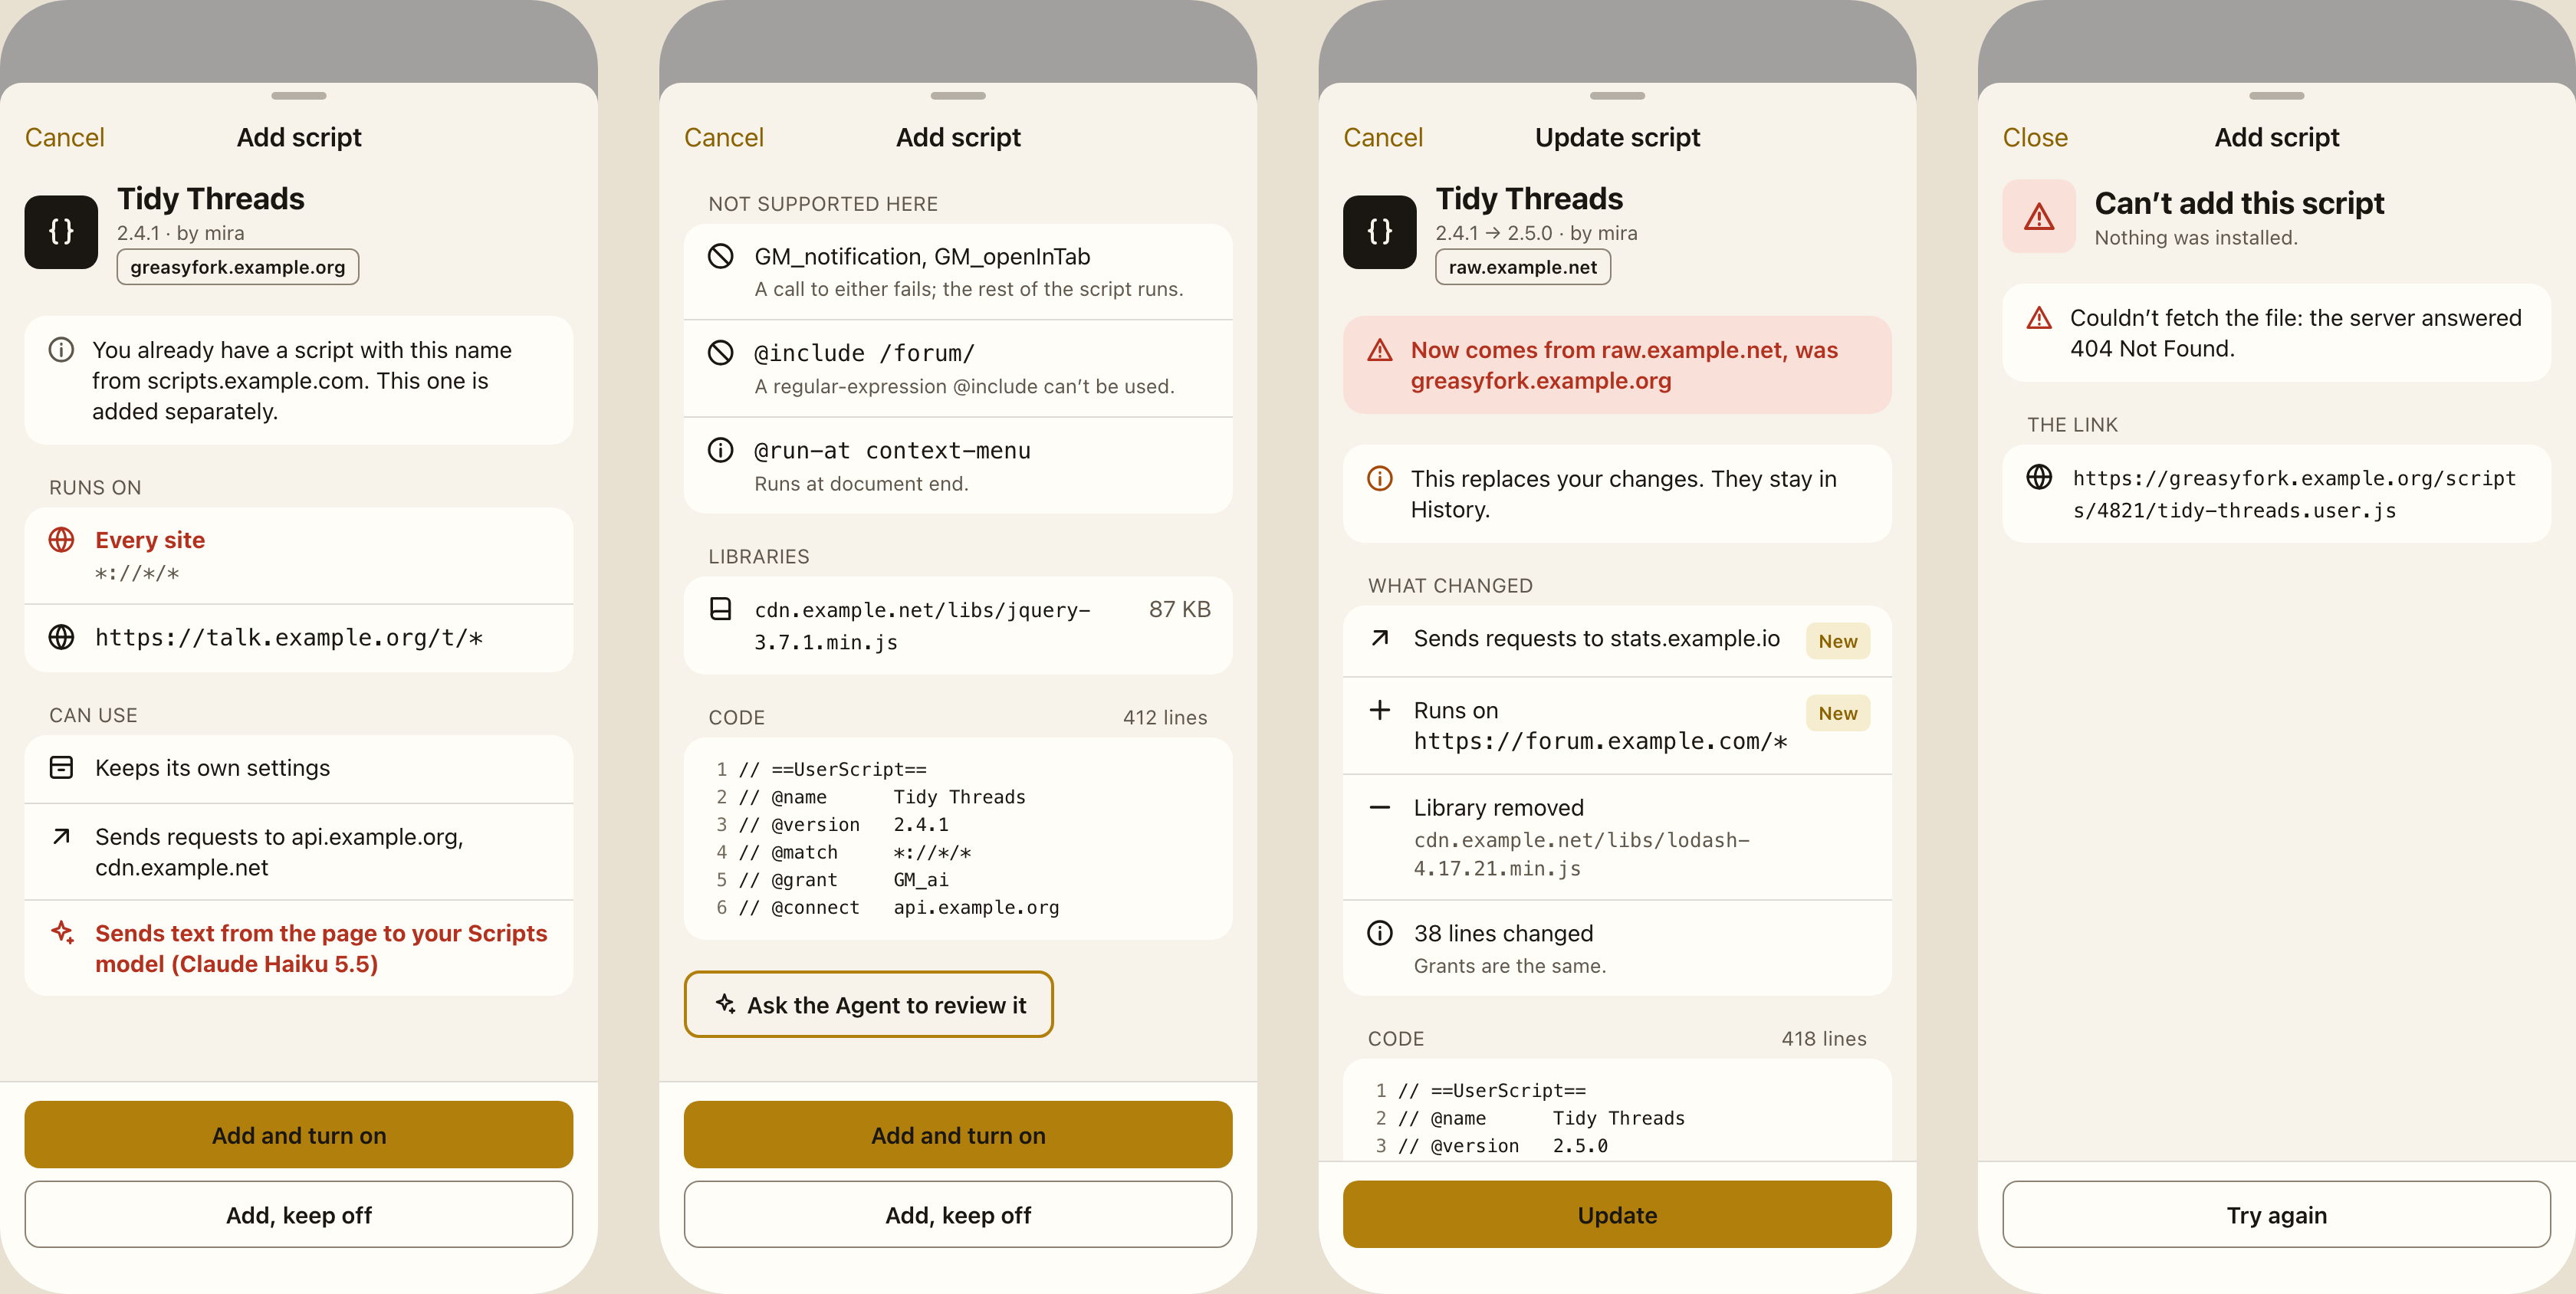 Cancel
Add script
Tidy Threads
2.4.1 · by mira
greasyfork.example.org
You already have a script with this name
from scripts.example.com. This one is
added separately.
RUNS ON
Every site
*://*/*
https://talk.example.org/t/*
CAN USE
Keeps its own settings
Sends requests to api.example.org,
cdn.example.net
Sends text from the page to your Scripts
model (Claude Haiku 5.5)
Add and turn on
Add, keep off
Cancel
Add script
NOT SUPPORTED HERE
GM_notification, GM_openInTab
A call to either fails; the rest of the script runs.
@include /forum/
A regular-expression @include can’t be used.
@run-at context-menu
Runs at document end.
LIBRARIES
cdn.example.net/libs/jquery-
3.7.1.min.js
87 KB
CODE
412 lines
1 // ==UserScript==
2 // @name Tidy Threads
3 // @version 2.4.1
4 // @match *://*/*
5 // @grant GM_ai
6 // @connect api.example.org
Ask the Agent to review it
Add and turn on
Add, keep off
Cancel
Update script
Tidy Threads
2.4.1 → 2.5.0 · by mira
raw.example.net
Now comes from raw.example.net, was
greasyfork.example.org
This replaces your changes. They stay in
History.
WHAT CHANGED
Sends requests to stats.example.io
New
Runs on
https://forum.example.com/*
New
Library removed
cdn.example.net/libs/lodash-
4.17.21.min.js
38 lines changed
Grants are the same.
CODE
418 lines
1 // ==UserScript==
2 // @name Tidy Threads
3 // @version 2.5.0
Update
Close
Add script
Can’t add this script
Nothing was installed.
Couldn’t fetch the file: the server answered
404 Not Found.
THE LINK
https://greasyfork.example.org/script
s/4821/tidy-threads.user.js
Try again